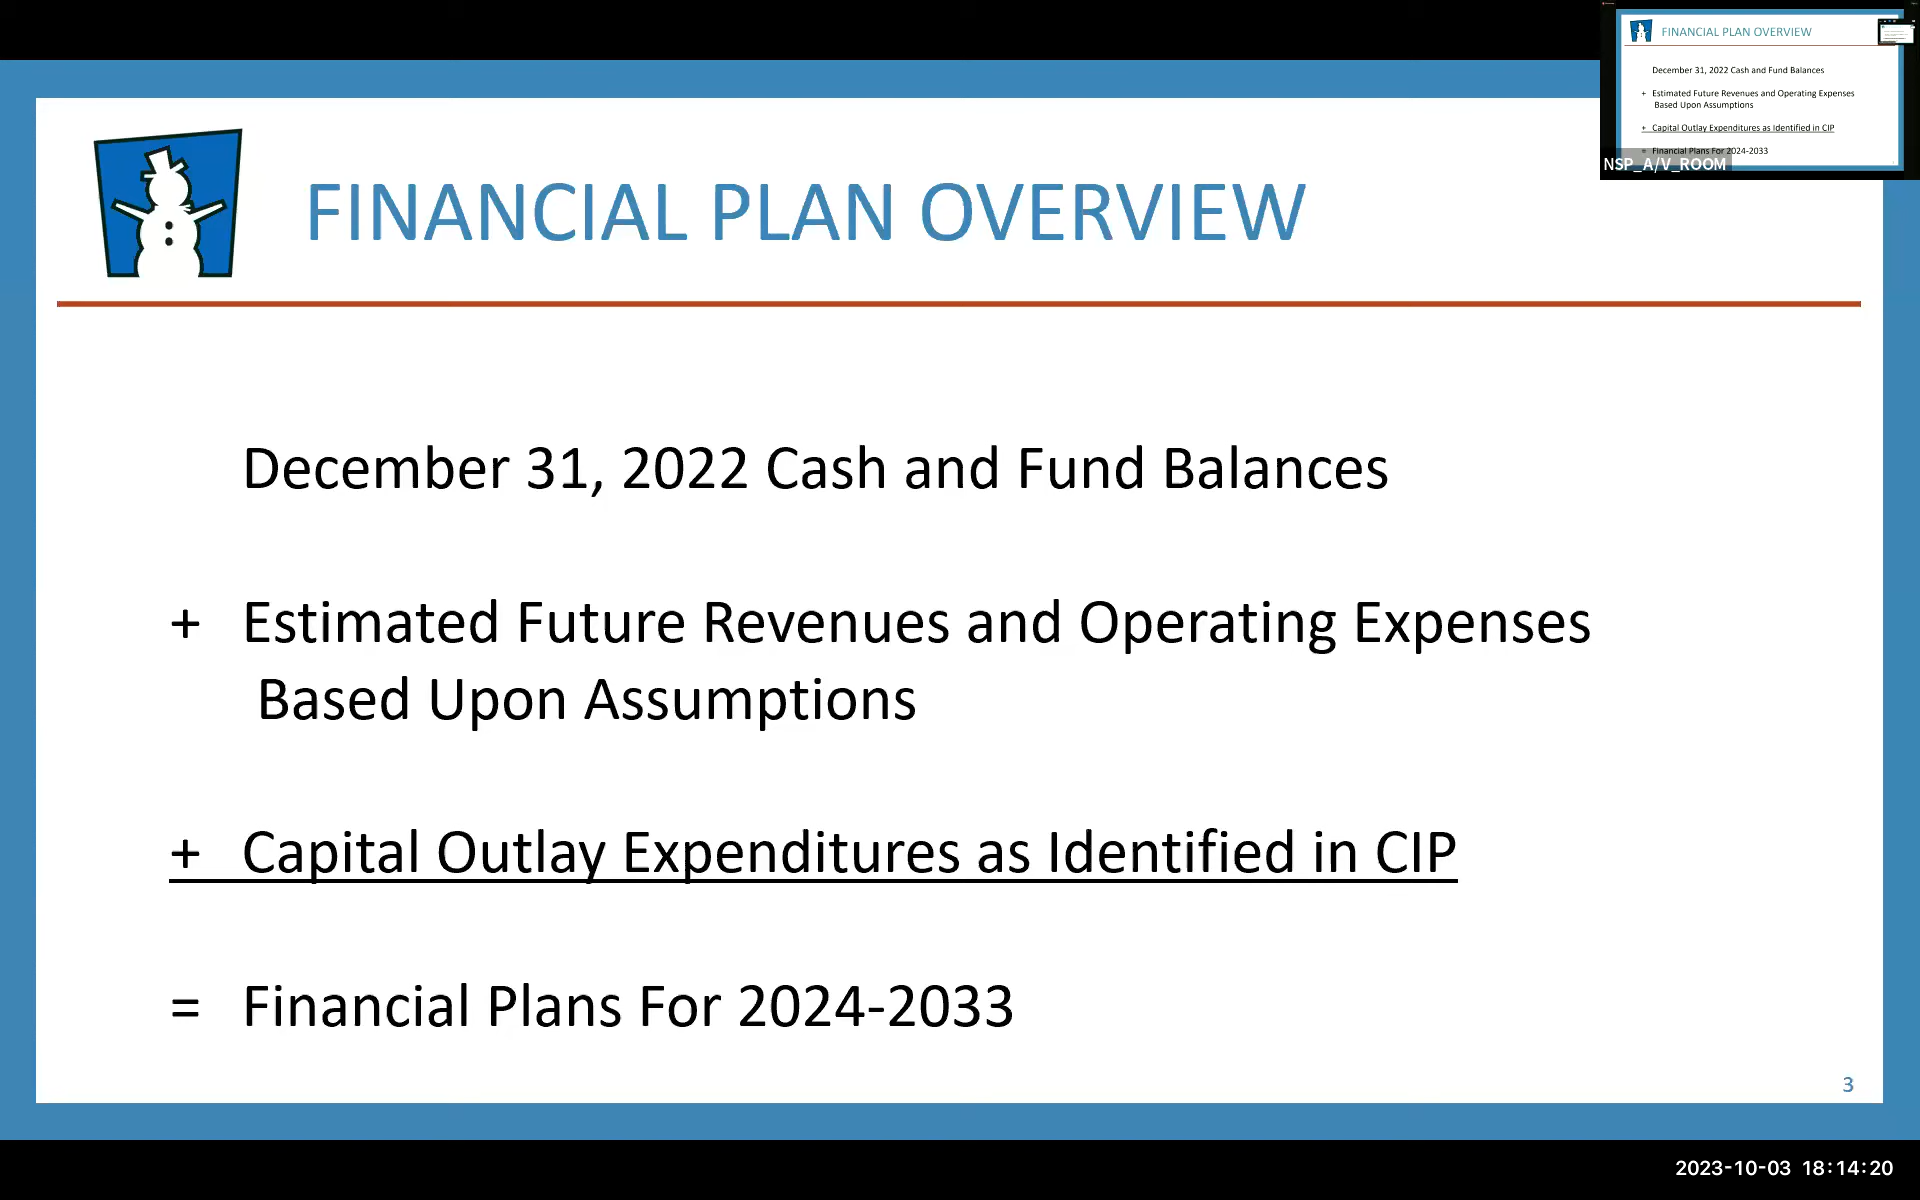 FINANCIAL PLAN OVERVIEW
December 31, 2022 Cash and Fund Balances
+ Estimated Future Revenues and Operating Expenses
Based Upon Assumptions
+ Capital Outlay Expenditures as Identified in CIP
= Financial Plans For 2024-2033
3
FINANCIAL PLAN OVERVIEW
December 31, 2022 Cash and Fund Balances
+ Estimated Future Revenues and Operating Expenses
Based Upon Assumptions
+ Capital Outlay Expenditures as Identified in CIP
= Financial Plans For 2024-2033
NSP_A/V_ROOM
2023-10-03 18:14:20